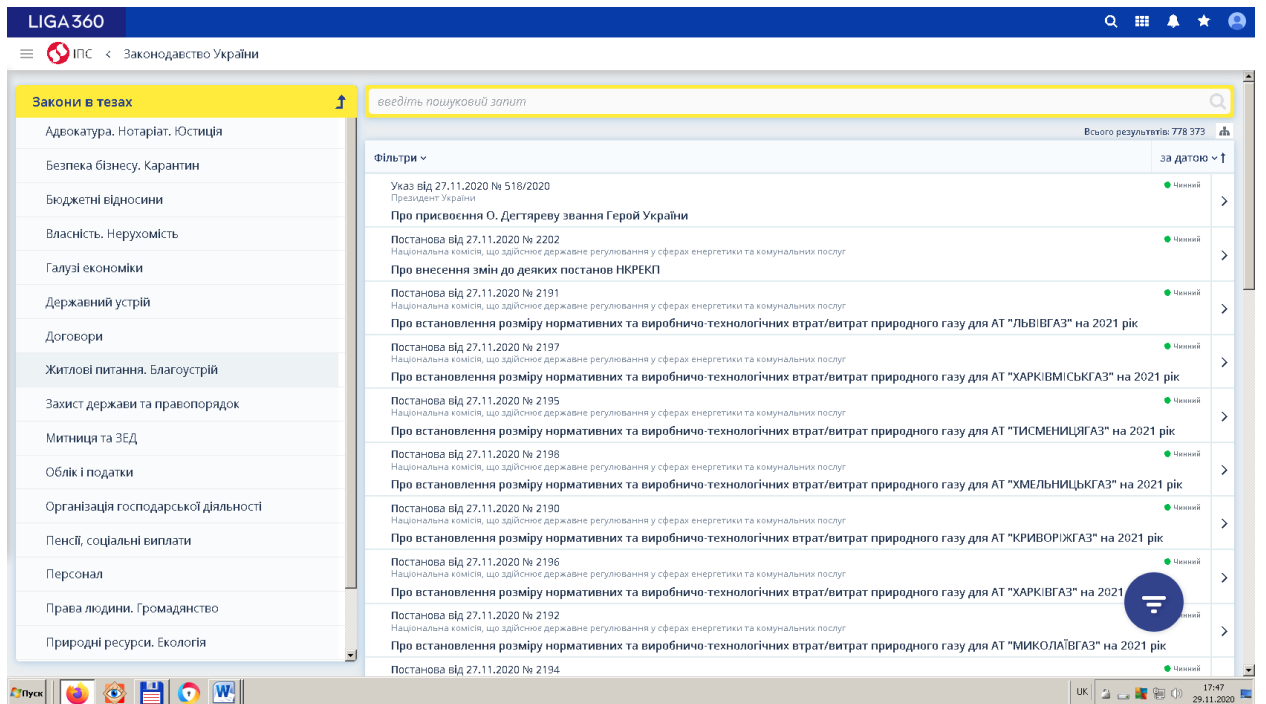 LIGA360
ІПС < Законодавство України
Закони в тезах
Адвокатура. Нотаріат. Юстиція
Безпека бізнесу. Карантин
Бюджетні відносини
Власність. Нерухомість
Галузі економіки
Державний устрій
Договори
Житлові питання. Благоустрій
Захист держави та правопорядок
Митниця та ЗЕД
Облік і податки
Організація господарської діяльності
Пенсії, соціальні виплати
Персонал
Права людини. Громадянство
Природні ресурси. Екологія
введіть пошуковий запит
Всього результатів: 778 373
Фільтри
за датою
Указ від 27.11.2020 № 518/2020
Чинний
Президент України
Про присвоєння О. Дегтяреву звання Герой України
Постанова від 27.11.2020 № 2202
Чинний
Національна комісія, що здійснює державне регулювання у сферах енергетики та комунальних послуг
Про внесення змін до деяких постанов НКРЕКП
Постанова від 27.11.2020 № 2191
Чинний
Національна комісія, що здійснює державне регулювання у сферах енергетики та комунальних послуг
Про встановлення розміру нормативних та виробничо-технологічних втрат/витрат природного газу для АТ "ЛЬВІВГАЗ" на 2021 рік
Постанова від 27.11.2020 № 2197
Чинний
Національна комісія, що здійснює державне регулювання у сферах енергетики та комунальних послуг
Про встановлення розміру нормативних та виробничо-технологічних втрат/витрат природного газу для АТ "ХАРКІВМІСЬКГАЗ" на 2021 рік
Постанова від 27.11.2020 № 2195
Чинний
Національна комісія, що здійснює державне регулювання у сферах енергетики та комунальних послуг
Про встановлення розміру нормативних та виробничо-технологічних втрат/витрат природного газу для АТ "ТИСМЕНИЦЯГАЗ" на 2021 рік
Постанова від 27.11.2020 № 2198
Чинний
Національна комісія, що здійснює державне регулювання у сферах енергетики та комунальних послуг
Про встановлення розміру нормативних та виробничо-технологічних втрат/витрат природного газу для АТ "ХМЕЛЬНИЦЬКГАЗ" на 2021 рік
Постанова від 27.11.2020 № 2190
Чинний
Національна комісія, що здійснює державне регулювання у сферах енергетики та комунальних послуг
Про встановлення розміру нормативних та виробничо-технологічних втрат/витрат природного газу для АТ "КРИВОРІЖГАЗ" на 2021 рік
Постанова від 27.11.2020 № 2196
Чинний
Національна комісія, що здійснює державне регулювання у сферах енергетики та комунальних послуг
Про встановлення розміру нормативних та виробничо-технологічних втрат/витрат природного газу для АТ "ХАРКІВГАЗ" на 2021
Постанова від 27.11.2020 № 2192
Національна комісія, що здійснює державне регулювання у сферах енергетики та комунальних послуг
Про встановлення розміру нормативних та виробничо-технологічних втрат/витрат природного газу для АТ "МИКОЛАЇВГАЗ" на 2021 рік
Постанова від 27.11.2020 № 2194
Чинний
Пуск
UK
17:47
29.11.2020